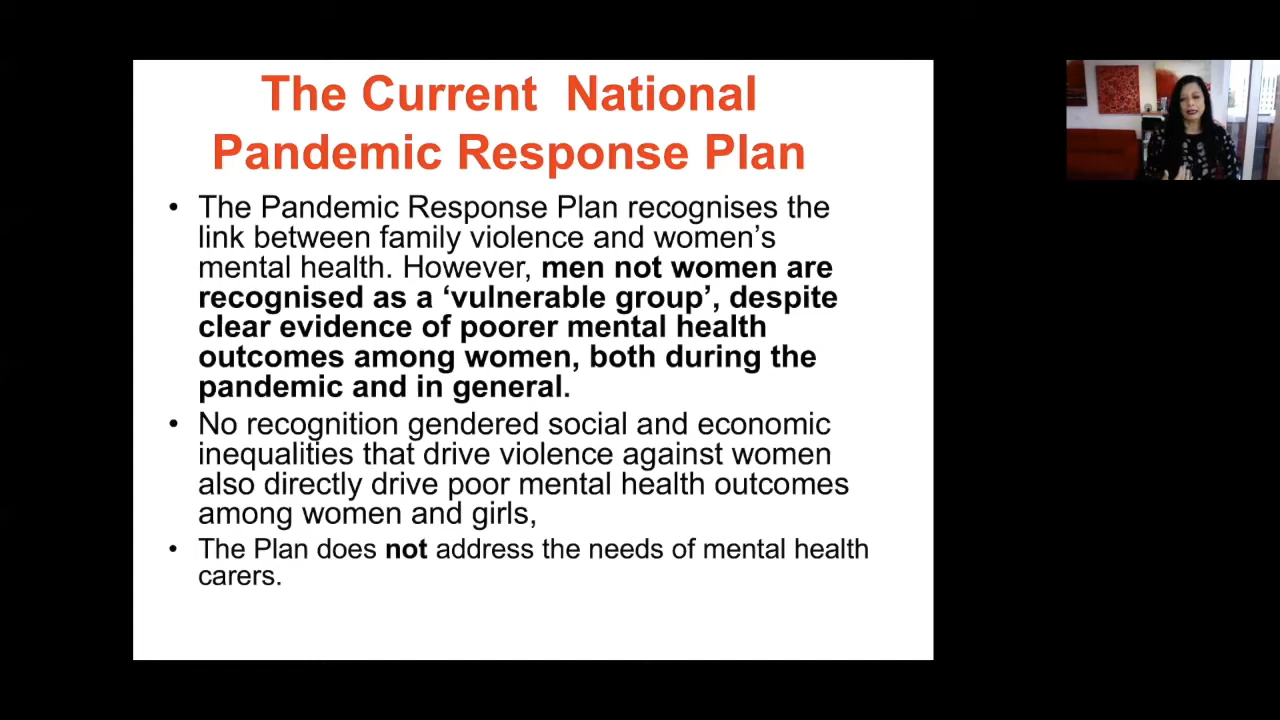 The Current  National
Pandemic Response Plan
• The Pandemic Response Plan recognises the
link between family violence and women’s
mental health. However, men not women are
recognised as a ‘vulnerable group’, despite
clear evidence of poorer mental health
outcomes among women, both during the
pandemic and in general.
• No recognition gendered social and economic
inequalities that drive violence against women
also directly drive poor mental health outcomes
among women and girls,
• The Plan does not address the needs of mental health
carers.